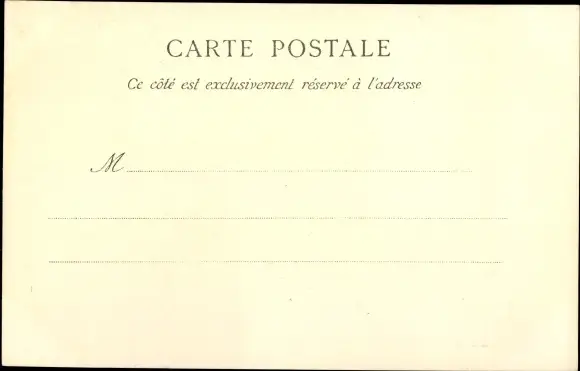 CARTE POSTALE
Ce côté est exclusivement réservé à l'adresse
M